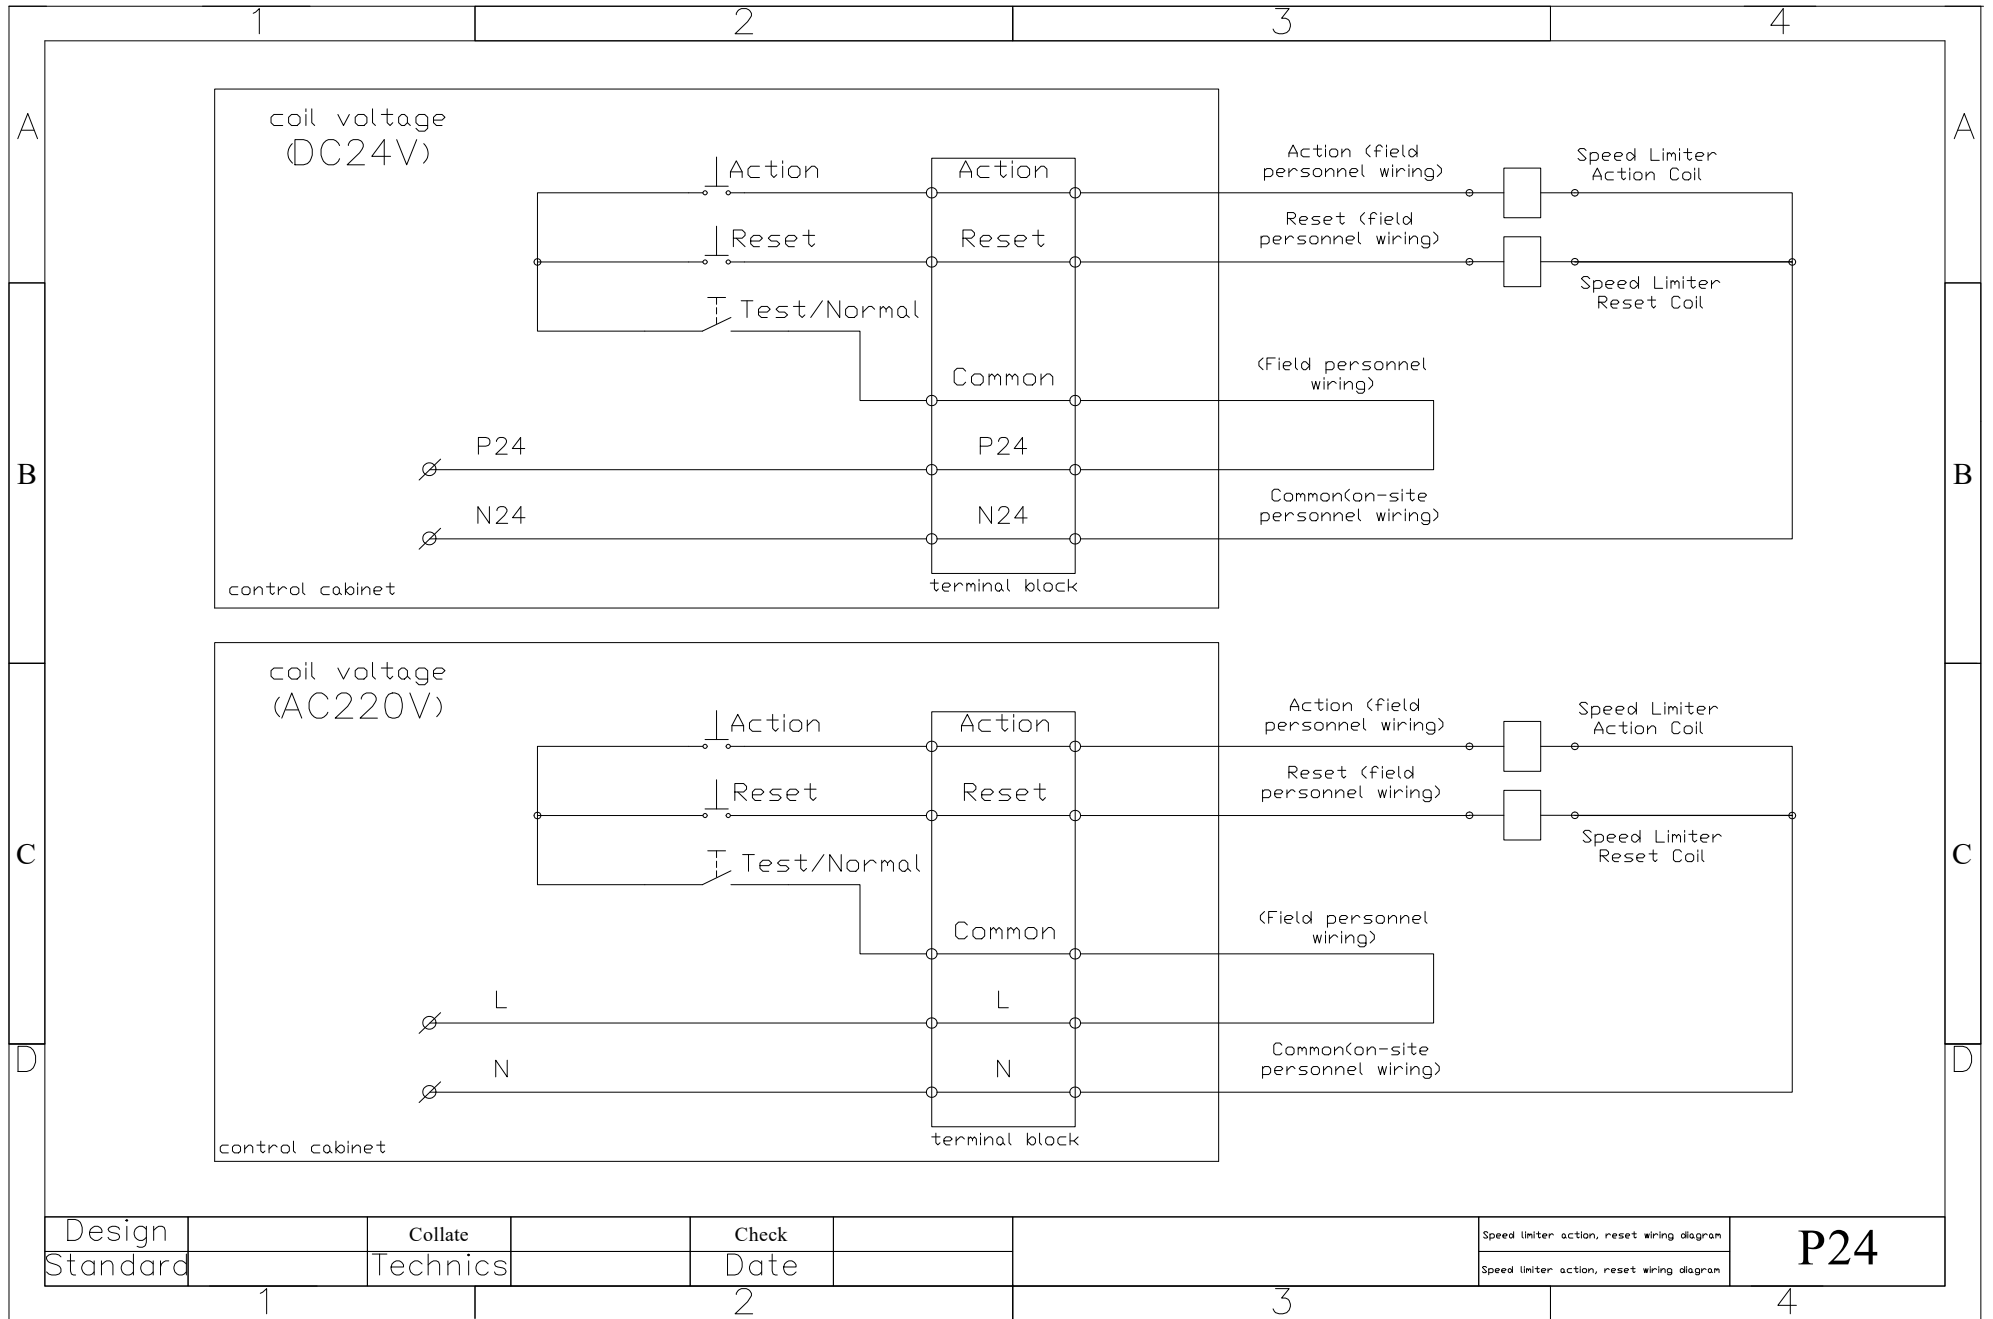 1 2 3 4
A A
coil voltage
(DC24V)
Action
Action
Action (field
personnel wiring)
Speed Limiter
Action Coil
Reset
Reset
Reset (field
personnel wiring)
Speed Limiter
Reset Coil
Test/Normal
Common
(Field personnel
wiring)
B B
P24
P24
N24
N24
Common(on-site
personnel wiring)
control cabinet
terminal block
coil voltage
(AC220V)
Action
Action
Action (field
personnel wiring)
Speed Limiter
Action Coil
Reset
Reset
Reset (field
personnel wiring)
Speed Limiter
Reset Coil
C C
Test/Normal
Common
(Field personnel
wiring)
L
L
D D
N
N
Common(on-site
personnel wiring)
control cabinet
terminal block
Design Collate Check
Standard Technics Date
Speed limiter action, reset wiring diagram
Speed limiter action, reset wiring diagram
P24
1 2 3 4